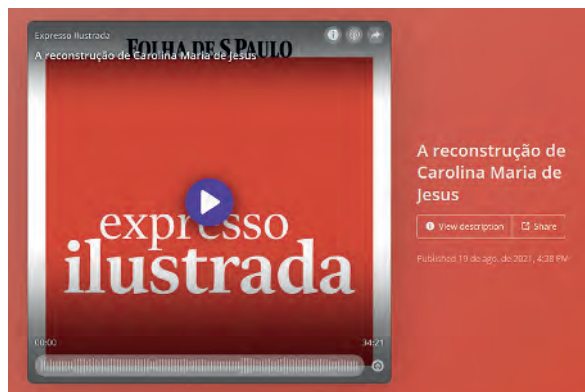 Expresso Ilustrada
FOLHA DE S.PAULO
A reconstrução de Carolina Maria de Jesus
expresso
ilustrada
00:00
34:21
A reconstrução de
Carolina Maria de
Jesus
View description
Share
Published 19 de ago. de 2021, 4:28 PM